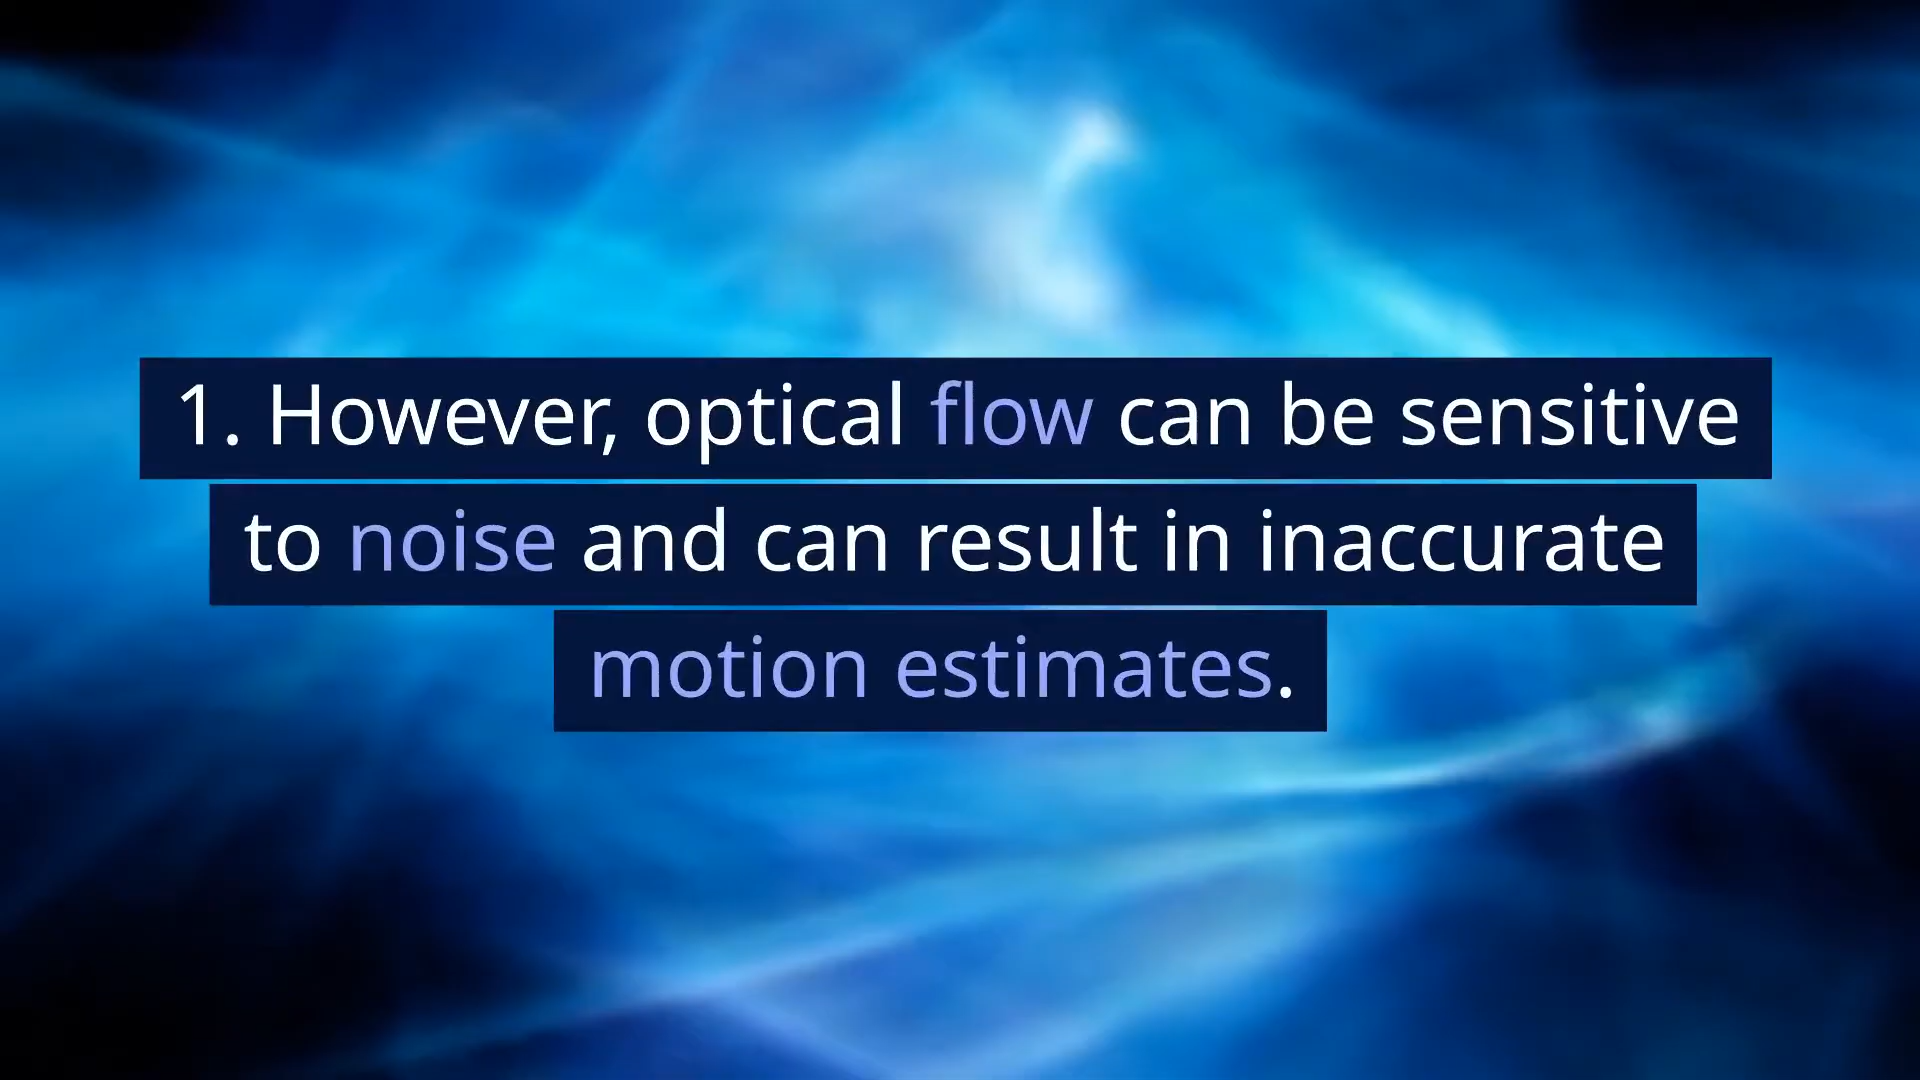 1. However, optical flow can be sensitive
to noise and can result in inaccurate
motion estimates.